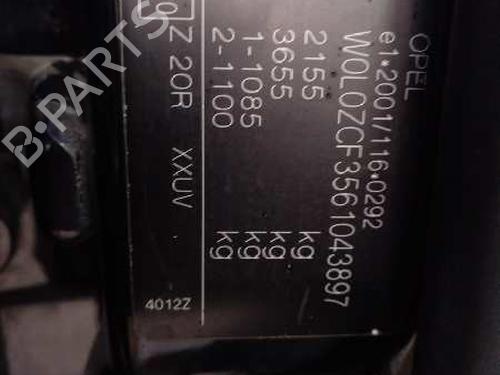 OPEL
e1*2001/116*0292
W0L0ZCF3561043897
2155 kg
3655 kg
1-1085 kg
2-1100 kg
Z 20R XXUV
4012Z
B-PARTS